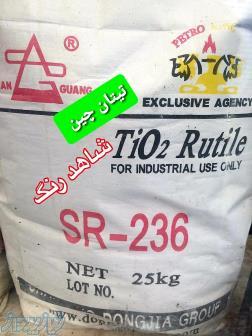 PETRO
AN GUANG
EXCLUSIVE AGENCY
تیتان چین
شاهد رنگ
TiO2 Rutile
FOR INDUSTRIAL USE ONLY
SR-236
NET 25kg
LOT NO.
DONGJIA GROUP